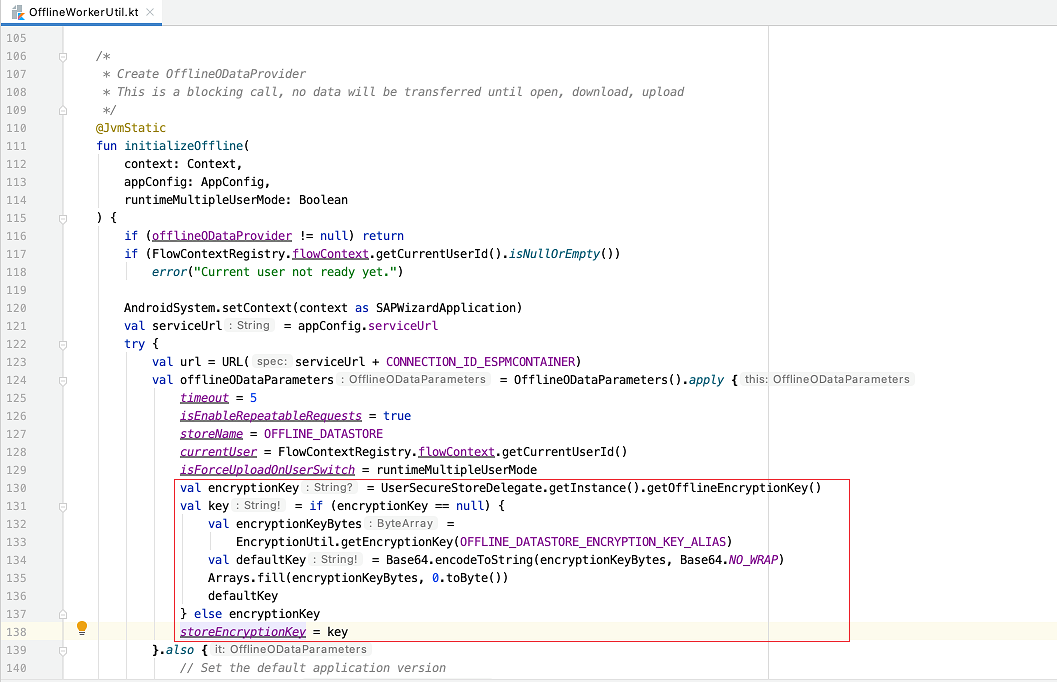 OfflineWorkerUtil.kt
105
106 /*
107 * Create OfflineODataProvider
108 * This is a blocking call, no data will be transferred until open, download, upload
109 */
110 @JvmStatic
111 fun initializeOffline(
112 context: Context,
113 appConfig: AppConfig,
114 runtimeMultipleUserMode: Boolean
115 ) {
116 if (offlineODataProvider != null) return
117 if (FlowContextRegistry.flowContext.getCurrentUserId().isNullOrEmpty())
118 error("Current user not ready yet.")
119
120 AndroidSystem.setContext(context as SAPWizardApplication)
121 val serviceUrl : String = appConfig.serviceUrl
122 try {
123 val url = URL( spec: serviceUrl + CONNECTION_ID_ESPMCONTAINER)
124 val offlineODataParameters : OfflineODataParameters = OfflineODataParameters().apply { this: OfflineODataParameters
125 timeout = 5
126 isEnableRepeatableRequests = true
127 storeName = OFFLINE_DATASTORE
128 currentUser = FlowContextRegistry.flowContext.getCurrentUserId()
129 isForceUploadOnUserSwitch = runtimeMultipleUserMode
130 val encryptionKey : String? = UserSecureStoreDelegate.getInstance().getOfflineEncryptionKey()
131 val key : String! = if (encryptionKey == null) {
132 val encryptionKeyBytes : ByteArray =
133 EncryptionUtil.getEncryptionKey(OFFLINE_DATASTORE_ENCRYPTION_KEY_ALIAS)
134 val defaultKey : String! = Base64.encodeToString(encryptionKeyBytes, Base64.NO_WRAP)
135 Arrays.fill(encryptionKeyBytes, 0.toByte())
136 defaultKey
137 } else encryptionKey
138 storeEncryptionKey = key
139 }.also { it: OfflineODataParameters
140 // Set the default application version